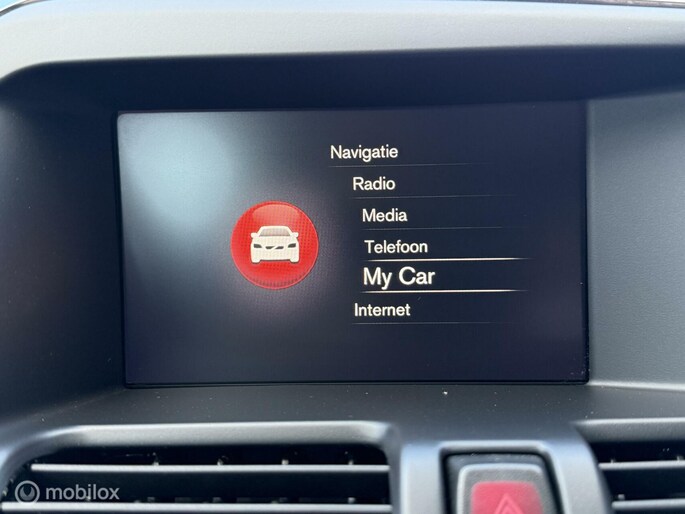 Navigatie
Radio
Media
Telefoon
My Car
Internet
mobilox